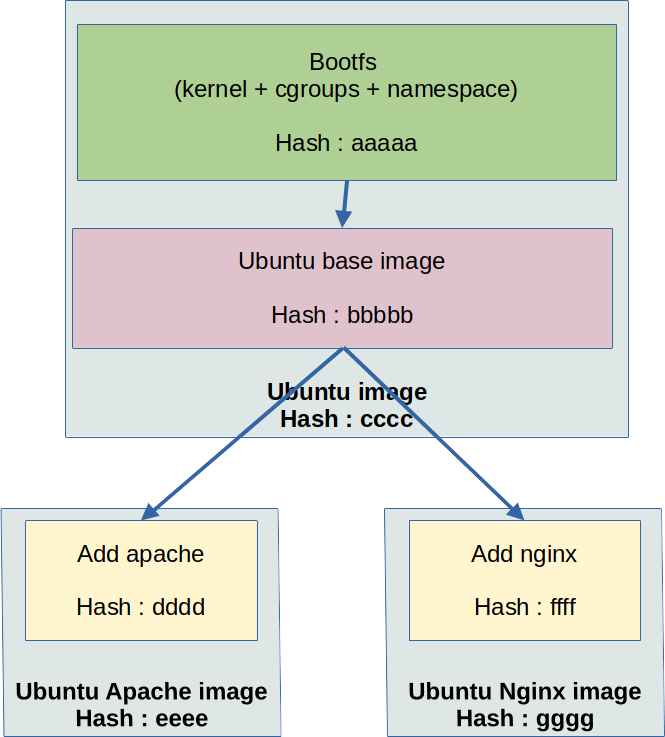 Bootfs
(kernel + cgroups + namespace)
Hash : aaaaa
Ubuntu base image
Hash : bbbbb
Ubuntu image
Hash : cccc
Add apache
Hash : dddd
Ubuntu Apache image
Hash : eeee
Add nginx
Hash : ffff
Ubuntu Nginx image
Hash : gggg